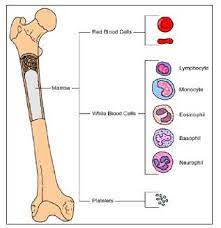 Red Blood Cells
Lymphocyte
Monocyte
Marrow
White Blood Cells
Eosinophil
Basophil
Neutrophil
Platelets